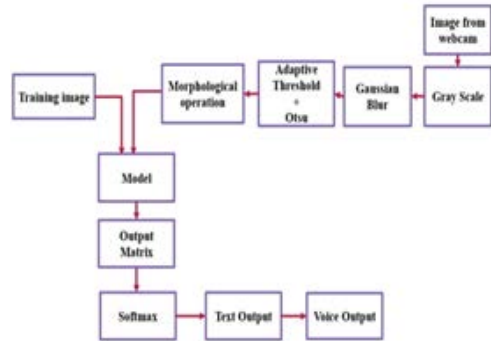 Image from
webcam
Gray Scale
Gaussian
Blur
Adaptive
Threshold
+
Otsu
Morphological
operation
Training image
Model
Output
Matrix
Softmax
Text Output
Voice Output